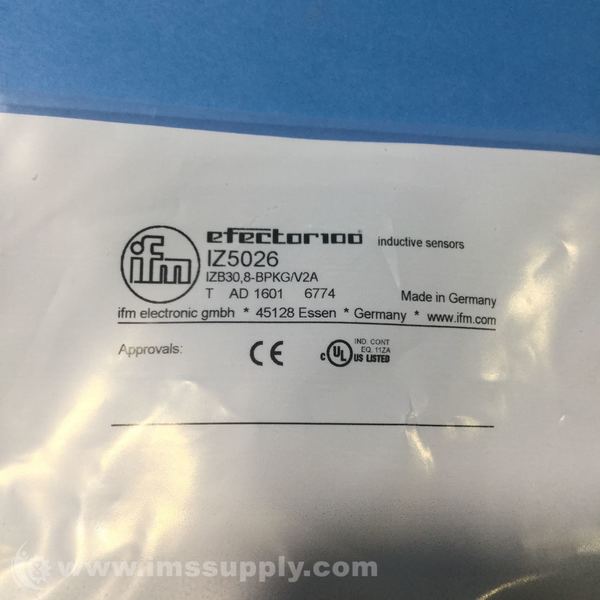 ifm efector100 inductive sensors
IZ5026
IZB30,8-BPKG/V2A
T AD 1601 6774 Made in Germany
ifm electronic gmbh * 45128 Essen * Germany * www.ifm.com
Approvals: CE c UL US LISTED IND. CONT EQ. 11ZA
www.imssupply.com